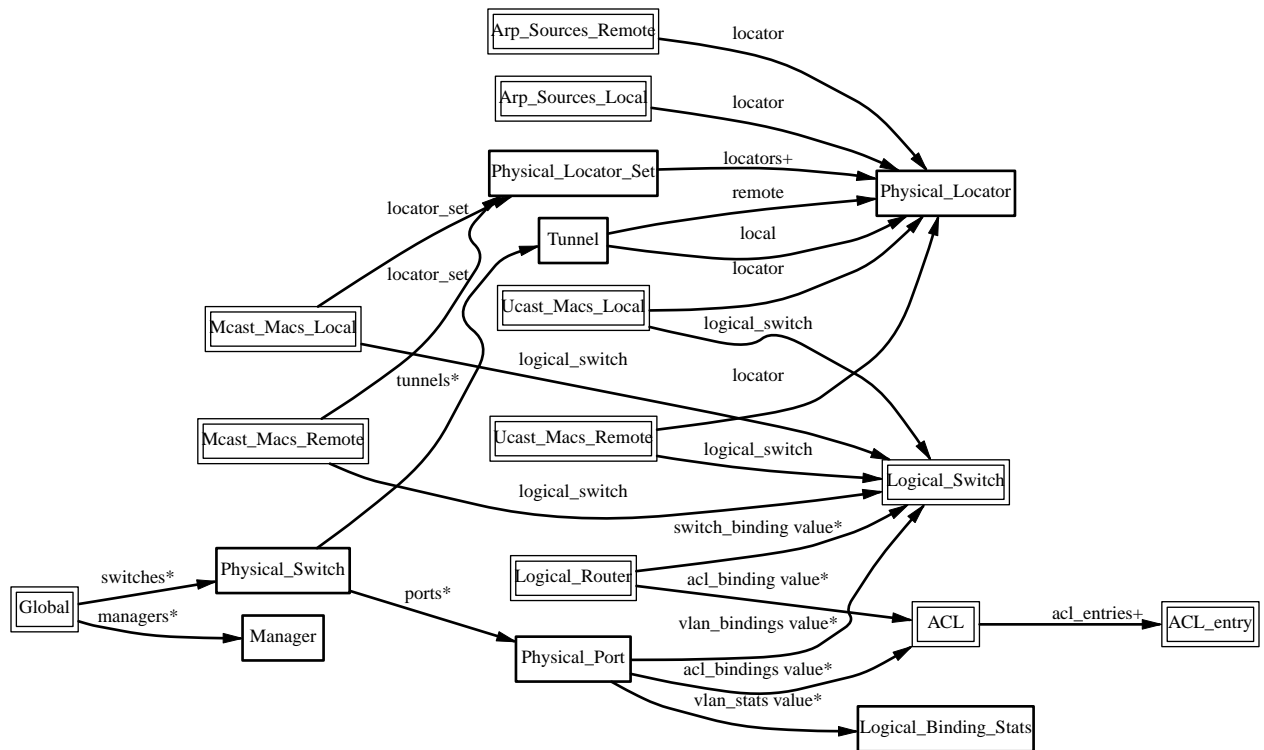 Arp_Sources_Remote
locator
Arp_Sources_Local
locator
Physical_Locator_Set
locators+
Physical_Locator
remote
locator_set
Tunnel
local
locator_set
locator
Ucast_Macs_Local
Mcast_Macs_Local
logical_switch
logical_switch
tunnels*
locator
Mcast_Macs_Remote
Ucast_Macs_Remote
logical_switch
Logical_Switch
logical_switch
switch_binding value*
Physical_Switch
Logical_Router
switches*
acl_binding value*
ports*
Global
managers*
vlan_bindings value*
ACL
acl_entries+
ACL_entry
Manager
Physical_Port
acl_bindings value*
vlan_stats value*
Logical_Binding_Stats